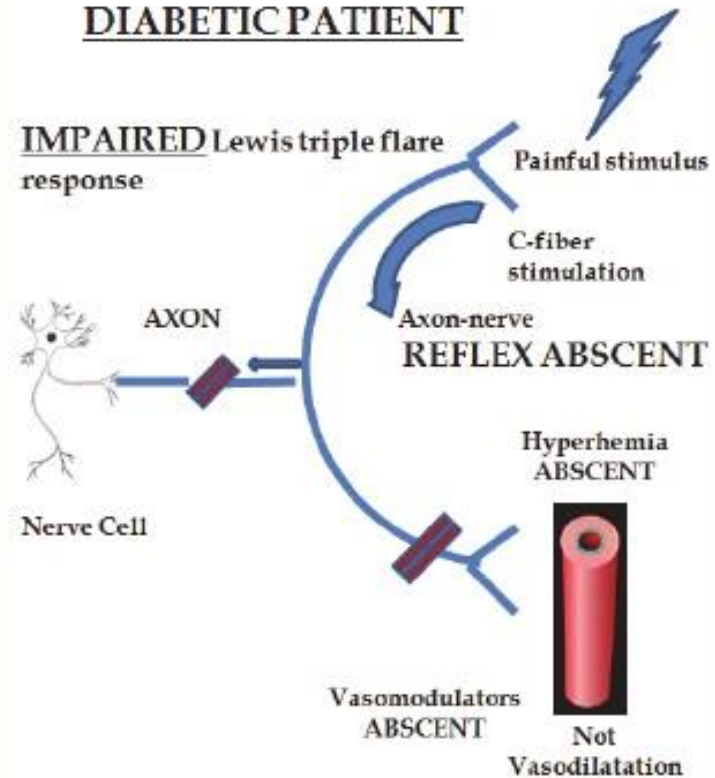 DIABETIC PATIENT
IMPAIRED Lewis triple flare
response
Painful stimulus
C-fiber
stimulation
AXON
Axon-nerve
REFLEX ABSCENT
Hyperhemia
ABSCENT
Nerve Cell
Vasomodulators
ABSCENT
Not
Vasodilatation